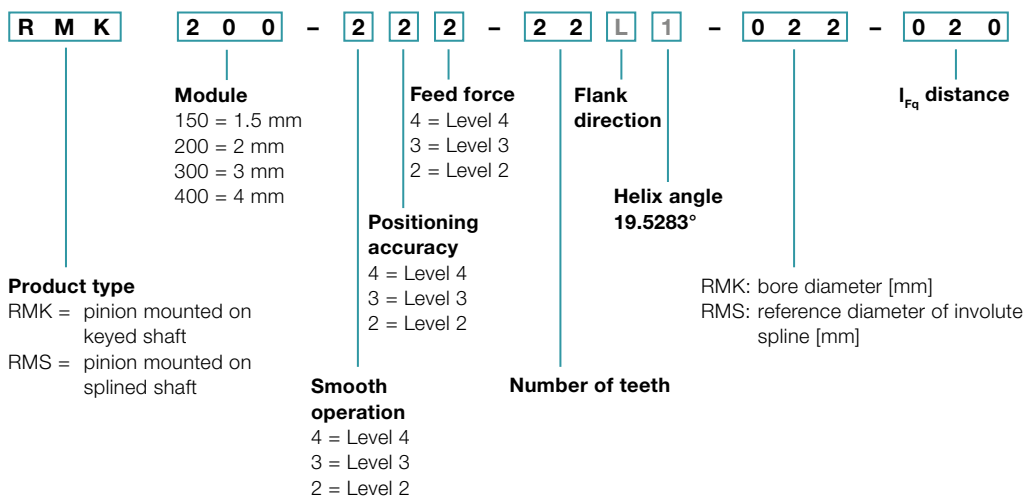 R M K 2 0 0 – 2 2 2 – 2 2 L 1 – 0 2 2 – 0 2 0
Module
150 = 1.5 mm
200 = 2 mm
300 = 3 mm
400 = 4 mm
Feed force
4 = Level 4
3 = Level 3
2 = Level 2
Flank
direction
l_Fq distance
Helix angle
19.5283°
Positioning
accuracy
4 = Level 4
3 = Level 3
2 = Level 2
Product type
RMK = pinion mounted on
keyed shaft
RMS = pinion mounted on
splined shaft
RMK: bore diameter [mm]
RMS: reference diameter of involute
spline [mm]
Smooth
operation
4 = Level 4
3 = Level 3
2 = Level 2
Number of teeth